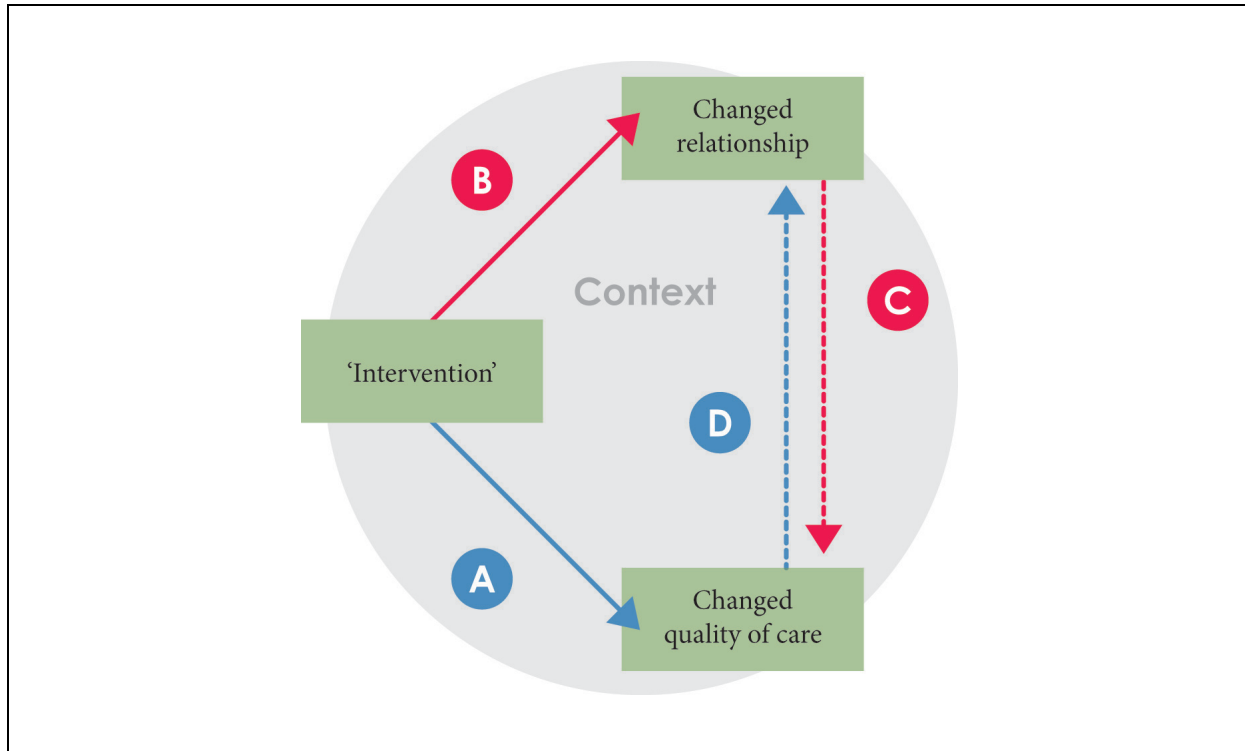 Changed
relationship
B
Context
C
‘Intervention’
D
A
Changed
quality of care